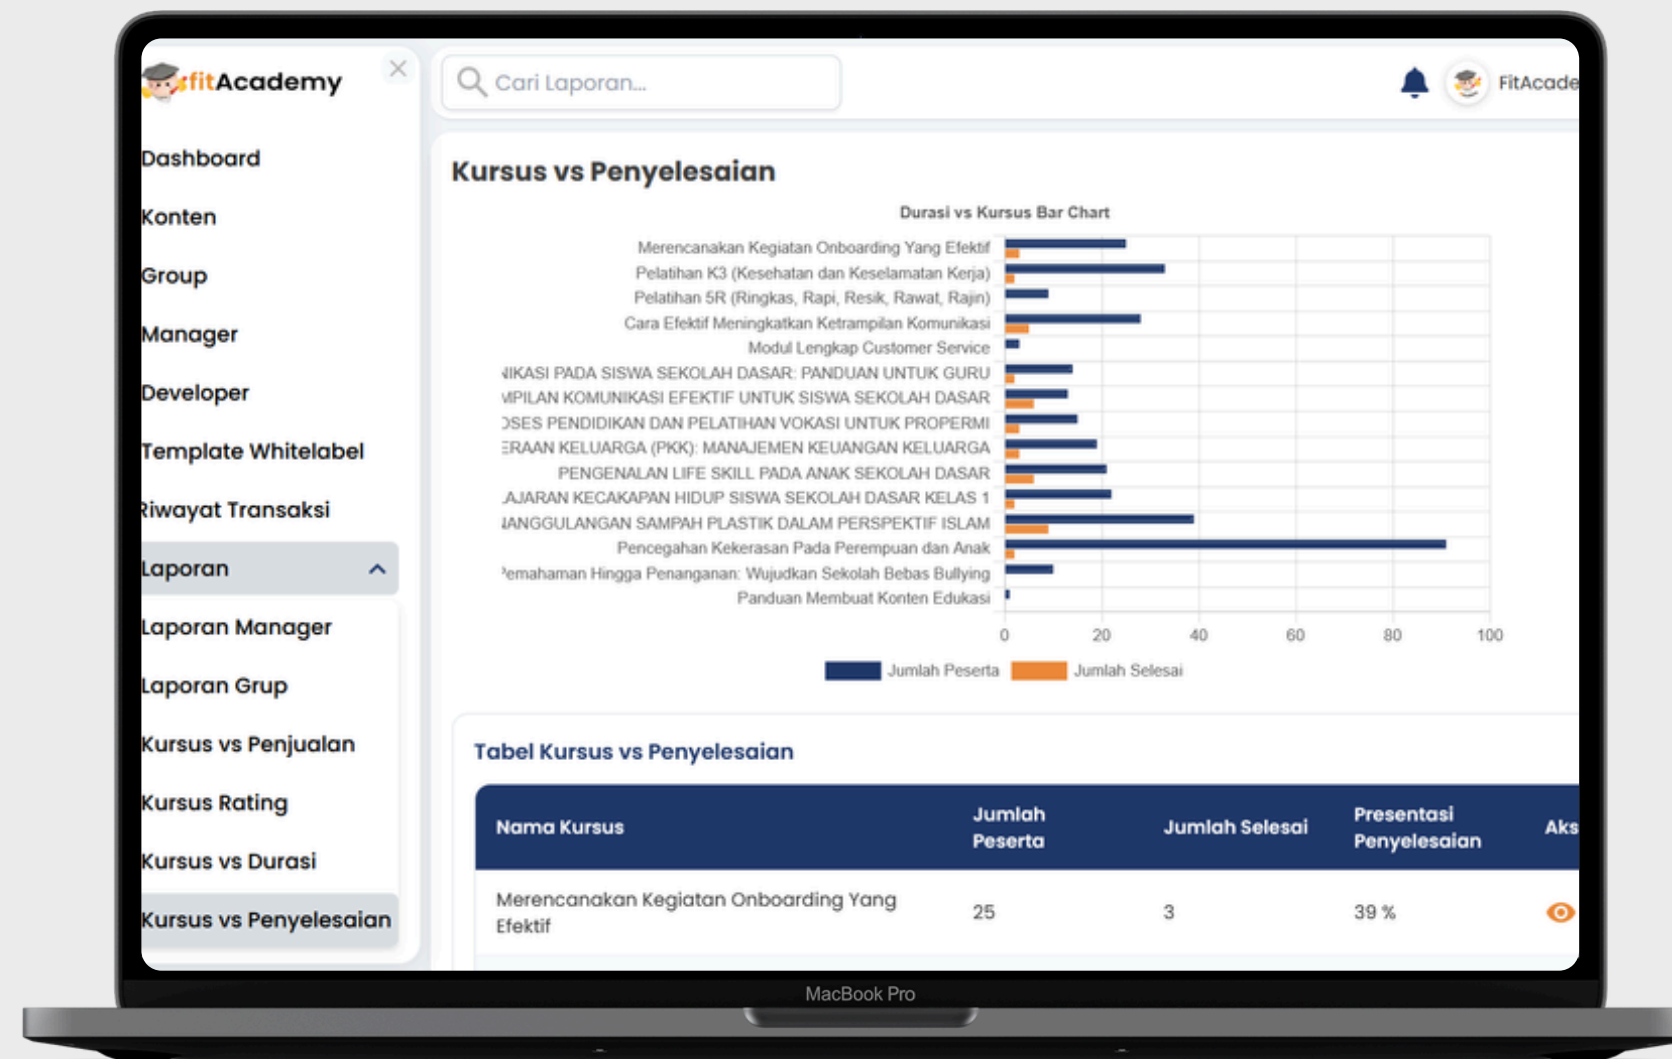 fitAcademy
Cari Laporan...
FitAcade
Dashboard
Konten
Group
Manager
Developer
Template Whitelabel
Riwayat Transaksi
Laporan
Laporan Manager
Laporan Grup
Kursus vs Penjualan
Kursus Rating
Kursus vs Durasi
Kursus vs Penyelesaian
Kursus vs Penyelesaian
Durasi vs Kursus Bar Chart
Merencanakan Kegiatan Onboarding Yang Efektif
Pelatihan K3 (Kesehatan dan Keselamatan Kerja)
Pelatihan 5R (Ringkas, Rapi, Resik, Rawat, Rajin)
Cara Efektif Meningkatkan Ketrampilan Komunikasi
Modul Lengkap Customer Service
NIKASI PADA SISWA SEKOLAH DASAR: PANDUAN UNTUK GURU
MPILAN KOMUNIKASI EFEKTIF UNTUK SISWA SEKOLAH DASAR
OSES PENDIDIKAN DAN PELATIHAN VOKASI UNTUK PROPERMI
ERAAN KELUARGA (PKK): MANAJEMEN KEUANGAN KELUARGA
PENGENALAN LIFE SKILL PADA ANAK SEKOLAH DASAR
AJARAN KECAKAPAN HIDUP SISWA SEKOLAH DASAR KELAS 1
NANGGULANGAN SAMPAH PLASTIK DALAM PERSPEKTIF ISLAM
Pencegahan Kekerasan Pada Perempuan dan Anak
Pemahaman Hingga Penanganan: Wujudkan Sekolah Bebas Bullying
Panduan Membuat Konten Edukasi
0 20 40 60 80 100
Jumlah Peserta Jumlah Selesai
Tabel Kursus vs Penyelesaian
Nama Kursus
Jumlah
Peserta
Jumlah Selesai
Presentasi
Penyelesaian
Aks
Merencanakan Kegiatan Onboarding Yang
Efektif
25
3
39 %
MacBook Pro